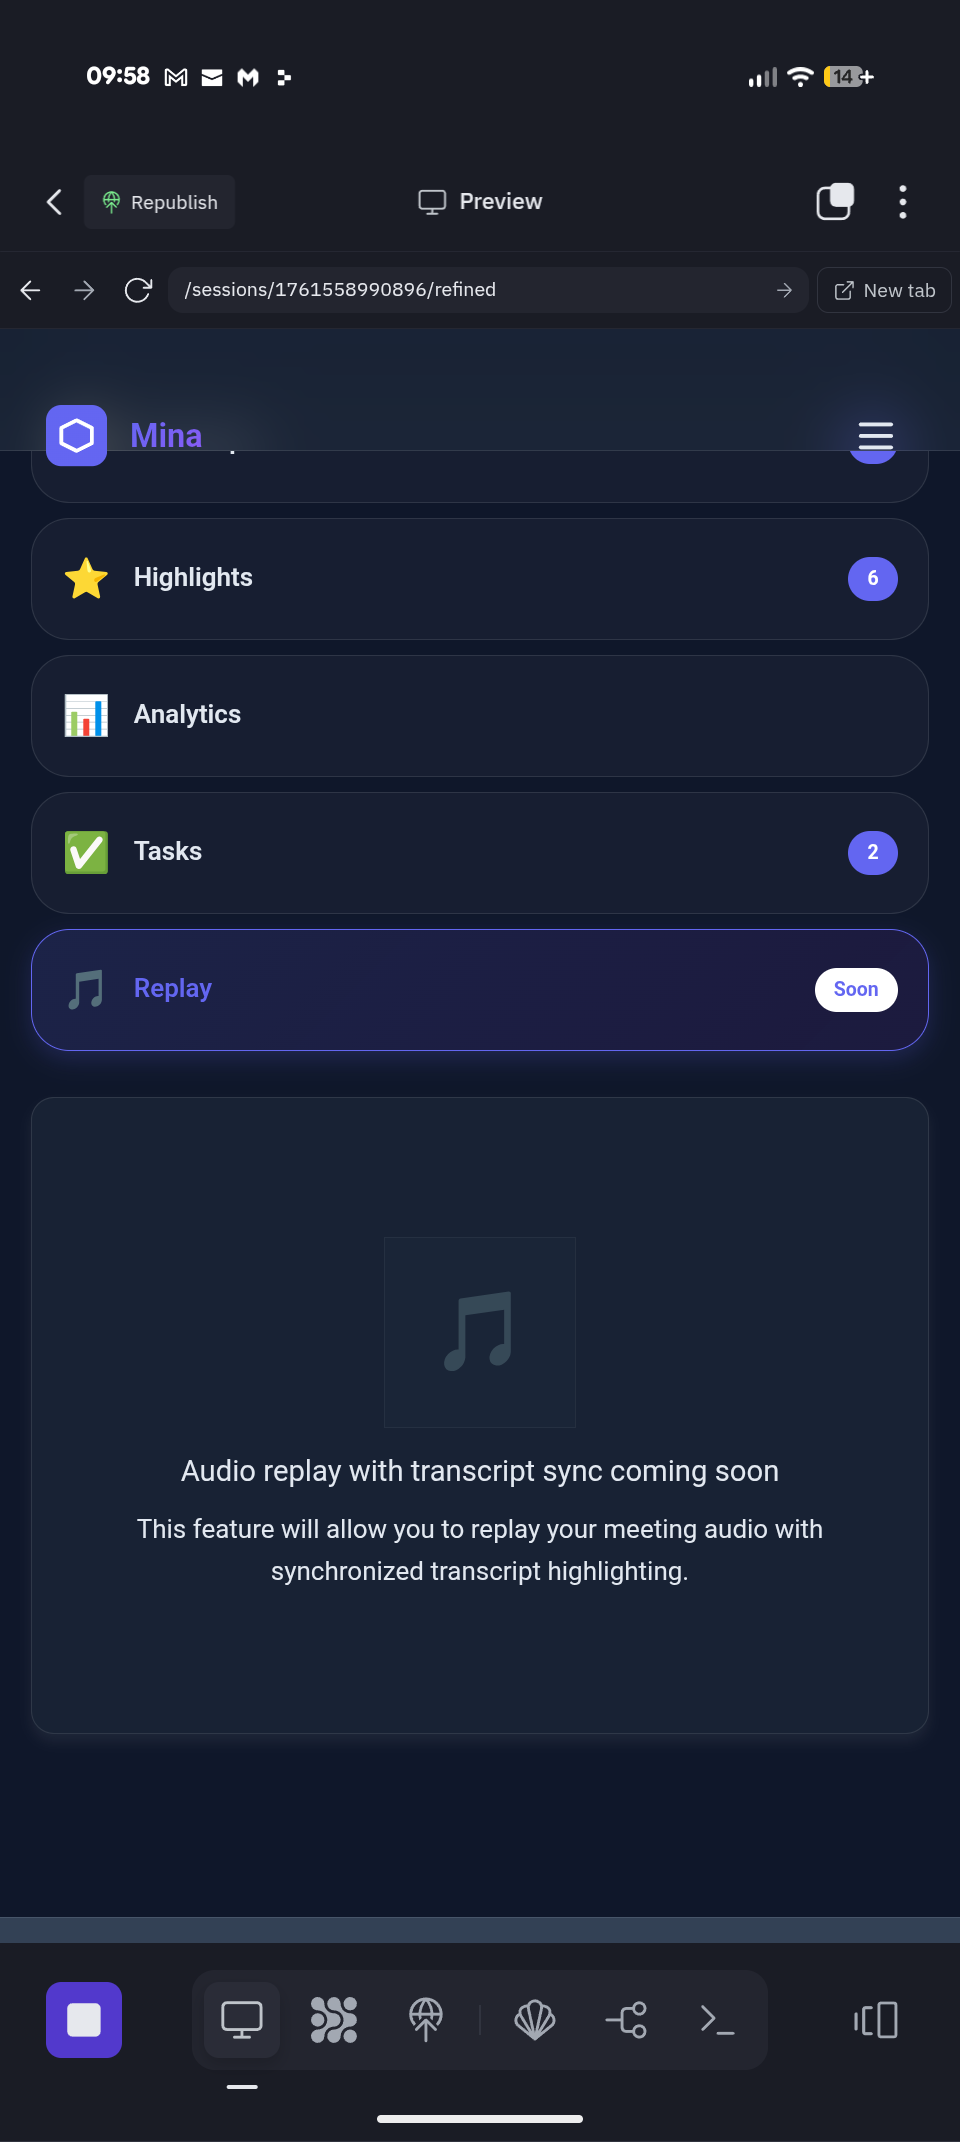 09:58
14
Republish
Preview
/sessions/1761558990896/refined
New tab
Mina
Highlights
6
Analytics
Tasks
2
Replay
Soon
Audio replay with transcript sync coming soon
This feature will allow you to replay your meeting audio with
synchronized transcript highlighting.